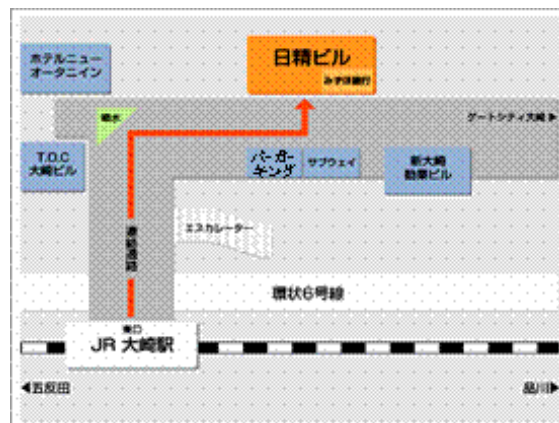 ホテルニュー
オータニイン
日精ビル
みずほ銀行
噴水
ゲートシティ大崎▶
T.O.C
大崎ビル
バーガー
キング
サブウェイ
新大崎
勧業ビル
連絡通路
エスカレーター
環状6号線
東口
JR 大崎駅
◀五反田
品川▶